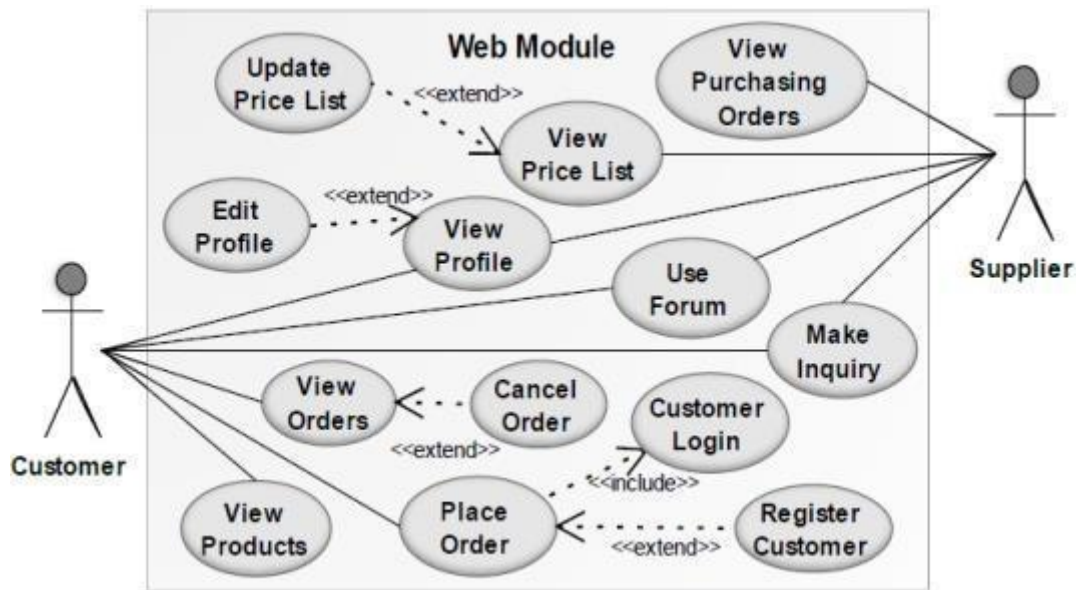 Web Module
Update
Price List
<<extend>>
View
Purchasing
Orders
View
Price List
<<extend>>
Edit
Profile
View
Profile
Use
Forum
Supplier
Make
Inquiry
View
Orders
Cancel
Order
Customer
Login
<<extend>>
Customer
<<include>>
View
Products
Place
Order
Register
Customer
<<extend>>